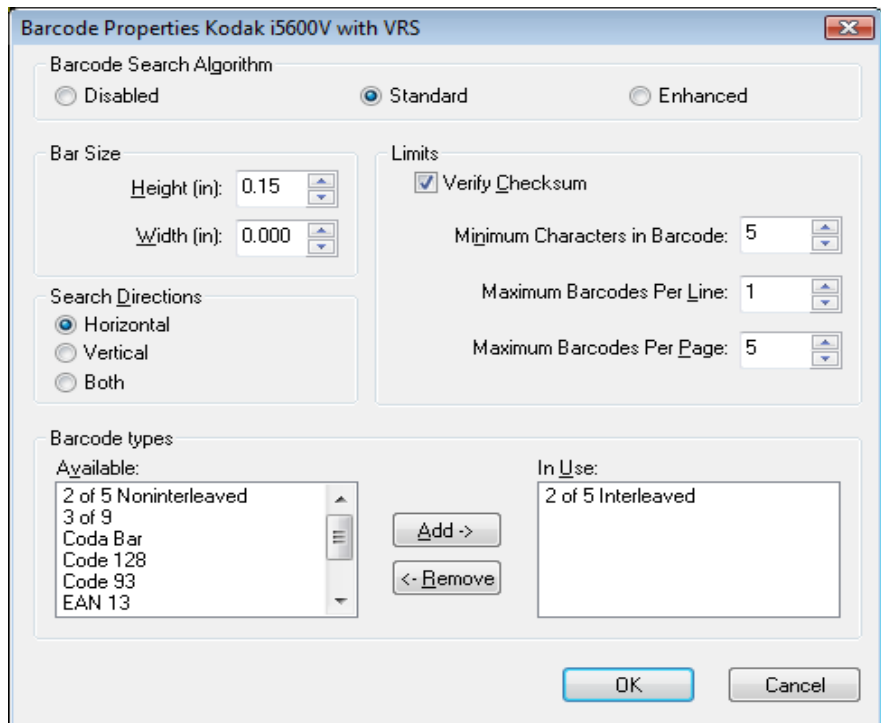 Barcode Properties Kodak i5600V with VRS
Barcode Search Algorithm
Disabled
Standard
Enhanced
Bar Size
Height (in): 0.15
Width (in): 0.000
Limits
Verify Checksum
Minimum Characters in Barcode: 5
Maximum Barcodes Per Line: 1
Maximum Barcodes Per Page: 5
Search Directions
Horizontal
Vertical
Both
Barcode types
Available:
2 of 5 Noninterleaved
3 of 9
Coda Bar
Code 128
Code 93
EAN 13
Add ->
<- Remove
In Use:
2 of 5 Interleaved
OK
Cancel